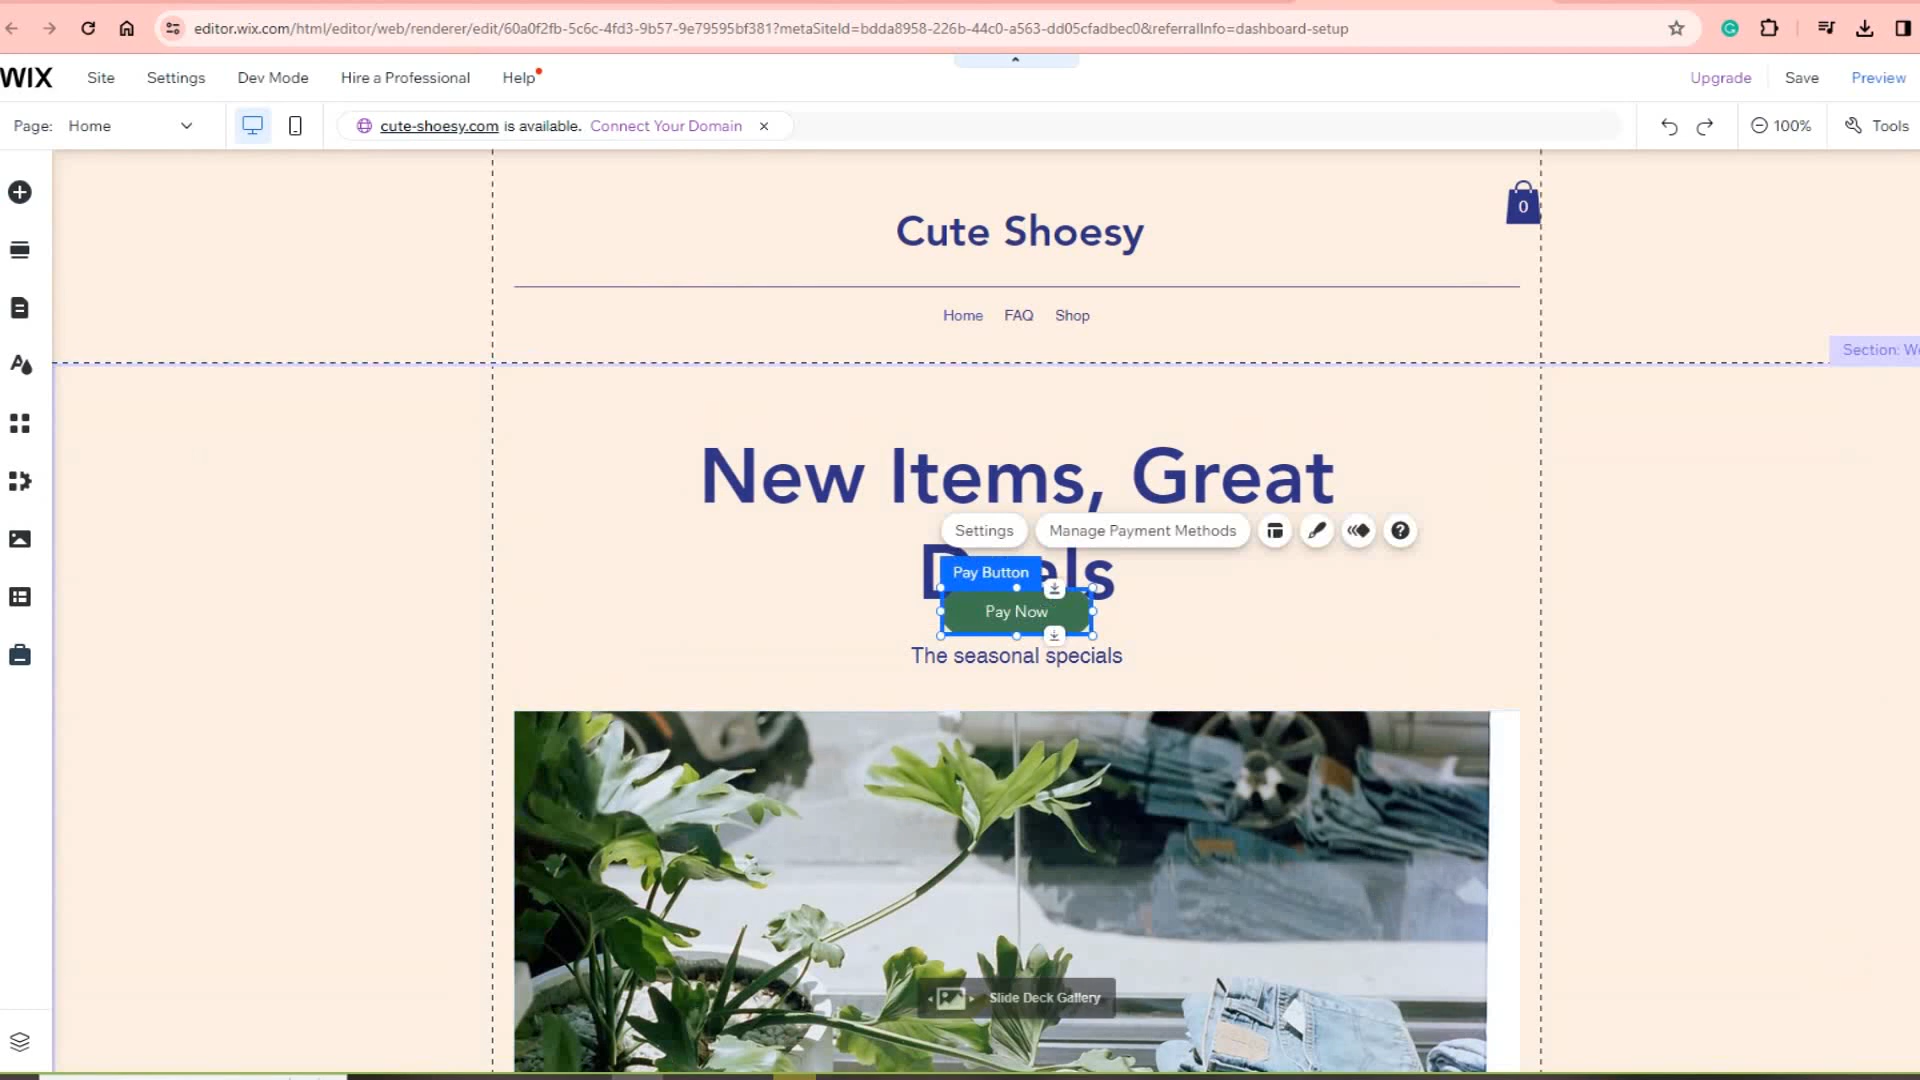 editor.wix.com/html/editor/web/renderer/edit/60a0f2fb-5c6c-4fd3-9b57-9e79595bf381?metaSiteId=bdda8958-226b-44c0-a563-dd05cfadbec0&referralInfo=dashboard-setup
WIX Site Settings Dev Mode Hire a Professional Help Upgrade Save Preview
Page: Home cute-shoesy.com is available. Connect Your Domain 100% Tools
0
Cute Shoesy
Home FAQ Shop
Section:
New Items, Great
Settings Manage Payment Methods
Pay Button
Pay Now
The seasonal specials
Slide Deck Gallery